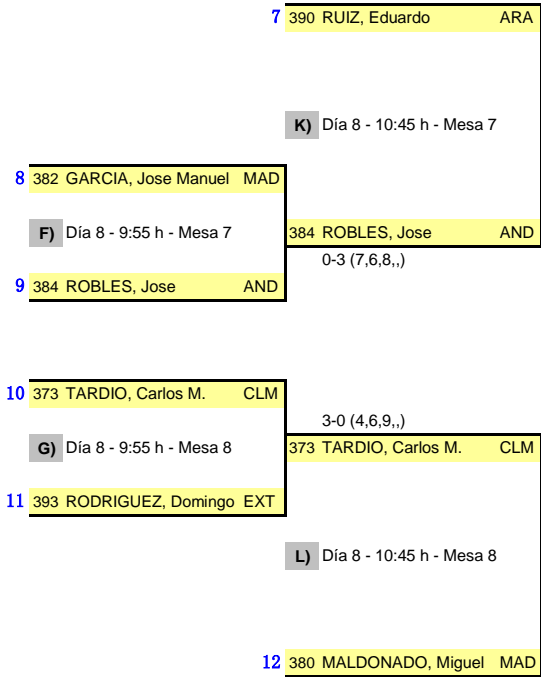 7 390 RUIZ, Eduardo ARA
K) Día 8 - 10:45 h - Mesa 7
8 382 GARCIA, Jose Manuel MAD
F) Día 8 - 9:55 h - Mesa 7
384 ROBLES, Jose AND
0-3 (7,6,8,,)
9 384 ROBLES, Jose AND
10 373 TARDIO, Carlos M. CLM
3-0 (4,6,9,,)
G) Día 8 - 9:55 h - Mesa 8
373 TARDIO, Carlos M. CLM
11 393 RODRIGUEZ, Domingo EXT
L) Día 8 - 10:45 h - Mesa 8
12 380 MALDONADO, Miguel MAD